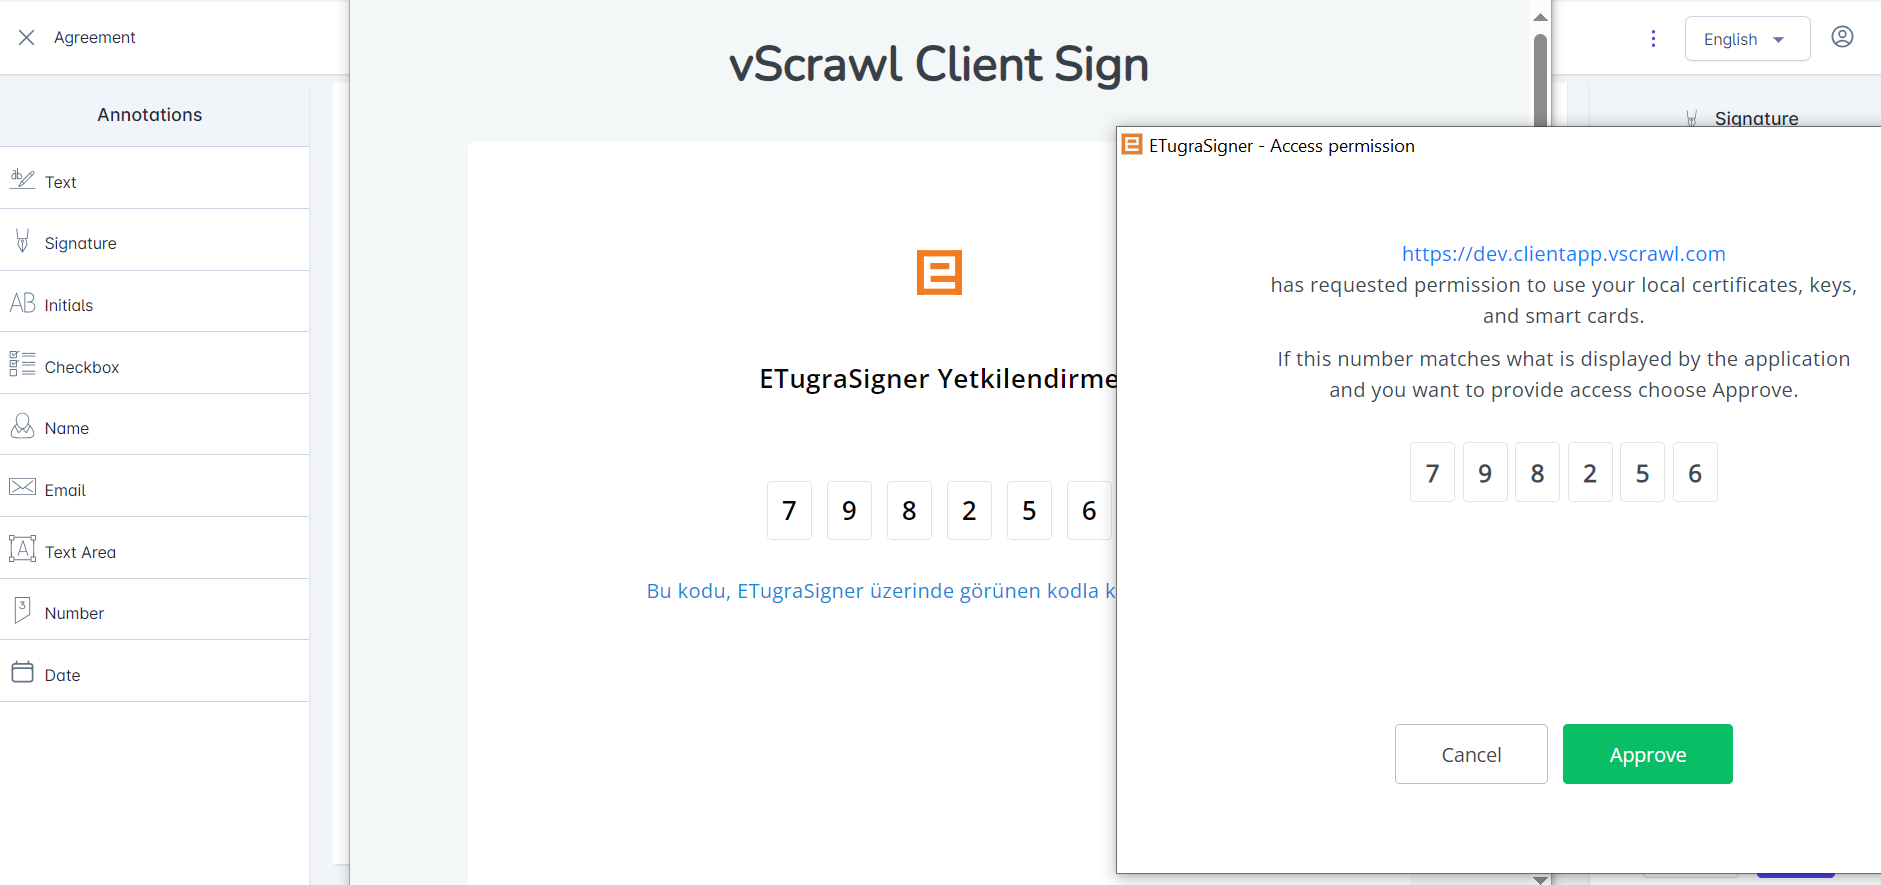 Agreement
English
Annotations
Text
Signature
Initials
Checkbox
Name
Email
Text Area
Number
Date
vScrawl Client Sign
ETugraSigner Yetkilendirme
7 9 8 2 5 6
Bu kodu, ETugraSigner üzerinde görünen kodla
Signature
ETugraSigner - Access permission
https://dev.clientapp.vscrawl.com
has requested permission to use your local certificates, keys,
and smart cards.
If this number matches what is displayed by the application
and you want to provide access choose Approve.
7 9 8 2 5 6
Cancel
Approve